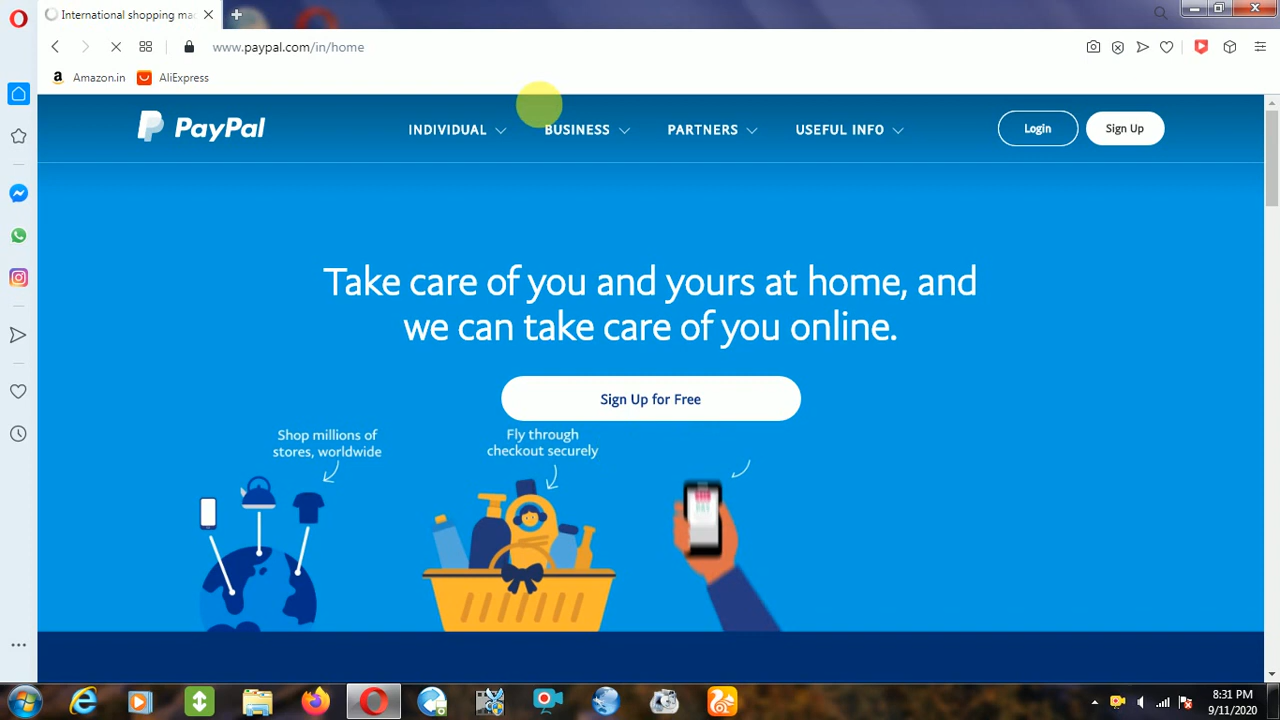 International shopping ma
www.paypal.com/in/home
Amazon.in
AliExpress
PayPal
INDIVIDUAL
BUSINESS
PARTNERS
USEFUL INFO
Login
Sign Up
Take care of you and yours at home, and
we can take care of you online.
Sign Up for Free
Shop millions of
stores, worldwide
Fly through
checkout securely
8:31 PM
9/11/2020